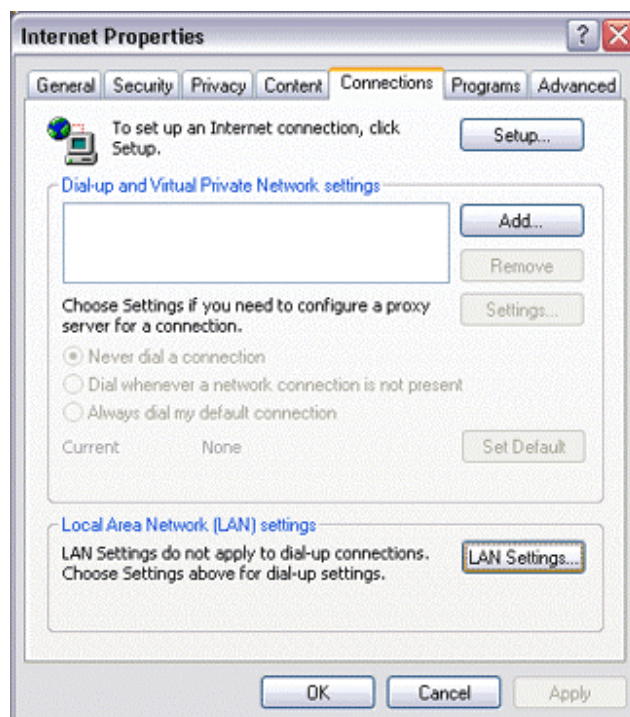 Internet Properties
?
General Security Privacy Content Connections Programs Advanced
To set up an Internet connection, click
Setup.
Setup...
Dial-up and Virtual Private Network settings
Add...
Remove
Choose Settings if you need to configure a proxy
server for a connection.
Settings...
Never dial a connection
Dial whenever a network connection is not present
Always dial my default connection
Current None
Set Default
Local Area Network (LAN) settings
LAN Settings do not apply to dial-up connections.
Choose Settings above for dial-up settings.
LAN Settings...
OK Cancel Apply